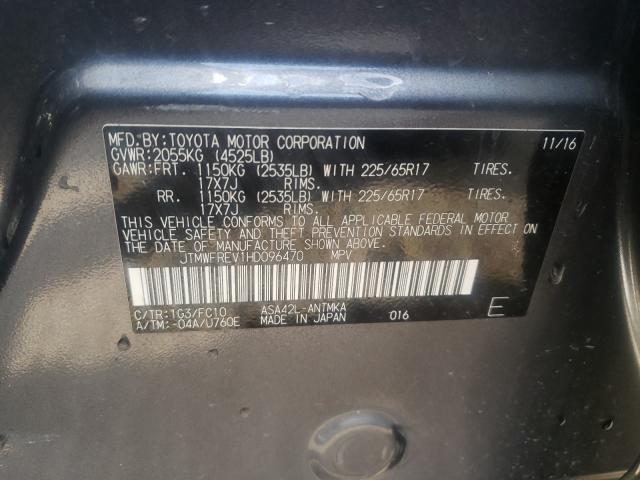 MFD.BY:TOYOTA MOTOR CORPORATION 11/16
GVWR:2055KG (4525LB)
GAWR:FRT. 1150KG (2535LB) WITH 225/65R17 TIRES.
17X7J RIMS.
RR. 1150KG (2535LB) WITH 225/65R17 TIRES.
17X7J RIMS.
THIS VEHICLE CONFORMS TO ALL APPLICABLE FEDERAL MOTOR
VEHICLE SAFETY AND THEFT PREVENTION STANDARDS IN EFFECT
ON THE DATE OF MANUFACTURE SHOWN ABOVE.
JTMWFREV1HD096470 MPV
C/TR:1G3/FC10 ASA42L-ANTMKA
A/TM:-04A/U760E MADE IN JAPAN 016 E